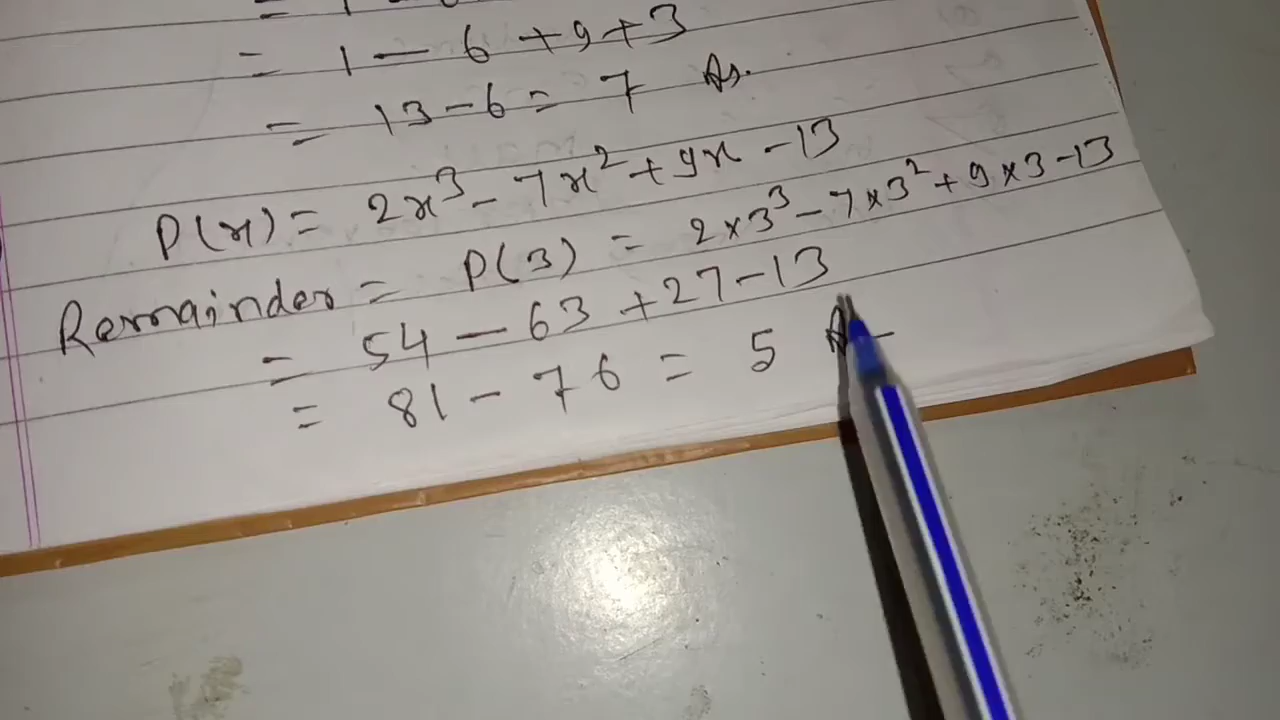 = 1 - 6 + 9 + 3
= 13 - 6 = 7 As.
P(x) = 2x³ - 7x² + 9x - 13
Remainder = P(3) = 2×3³ - 7×3² + 9×3 - 13
= 54 - 63 + 27 - 13
= 81 - 76 = 5